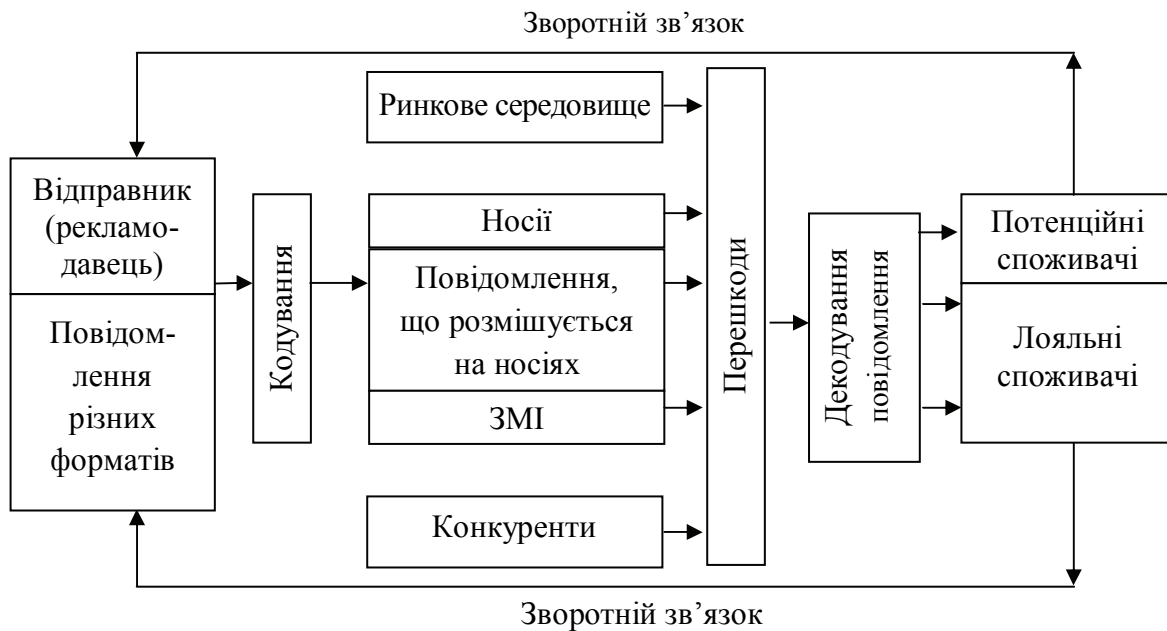 Зворотній зв’язок
Ринкове середовище
Відправник
(рекламо-
давець)
Повідом-
лення
різних
форматів
Кодування
Носії
Повідомлення,
що розмішується
на носіях
ЗМІ
Конкуренти
Перешкоди
Декодування
повідомлення
Потенційні
споживачі
Лояльні
споживачі
Зворотній зв’язок